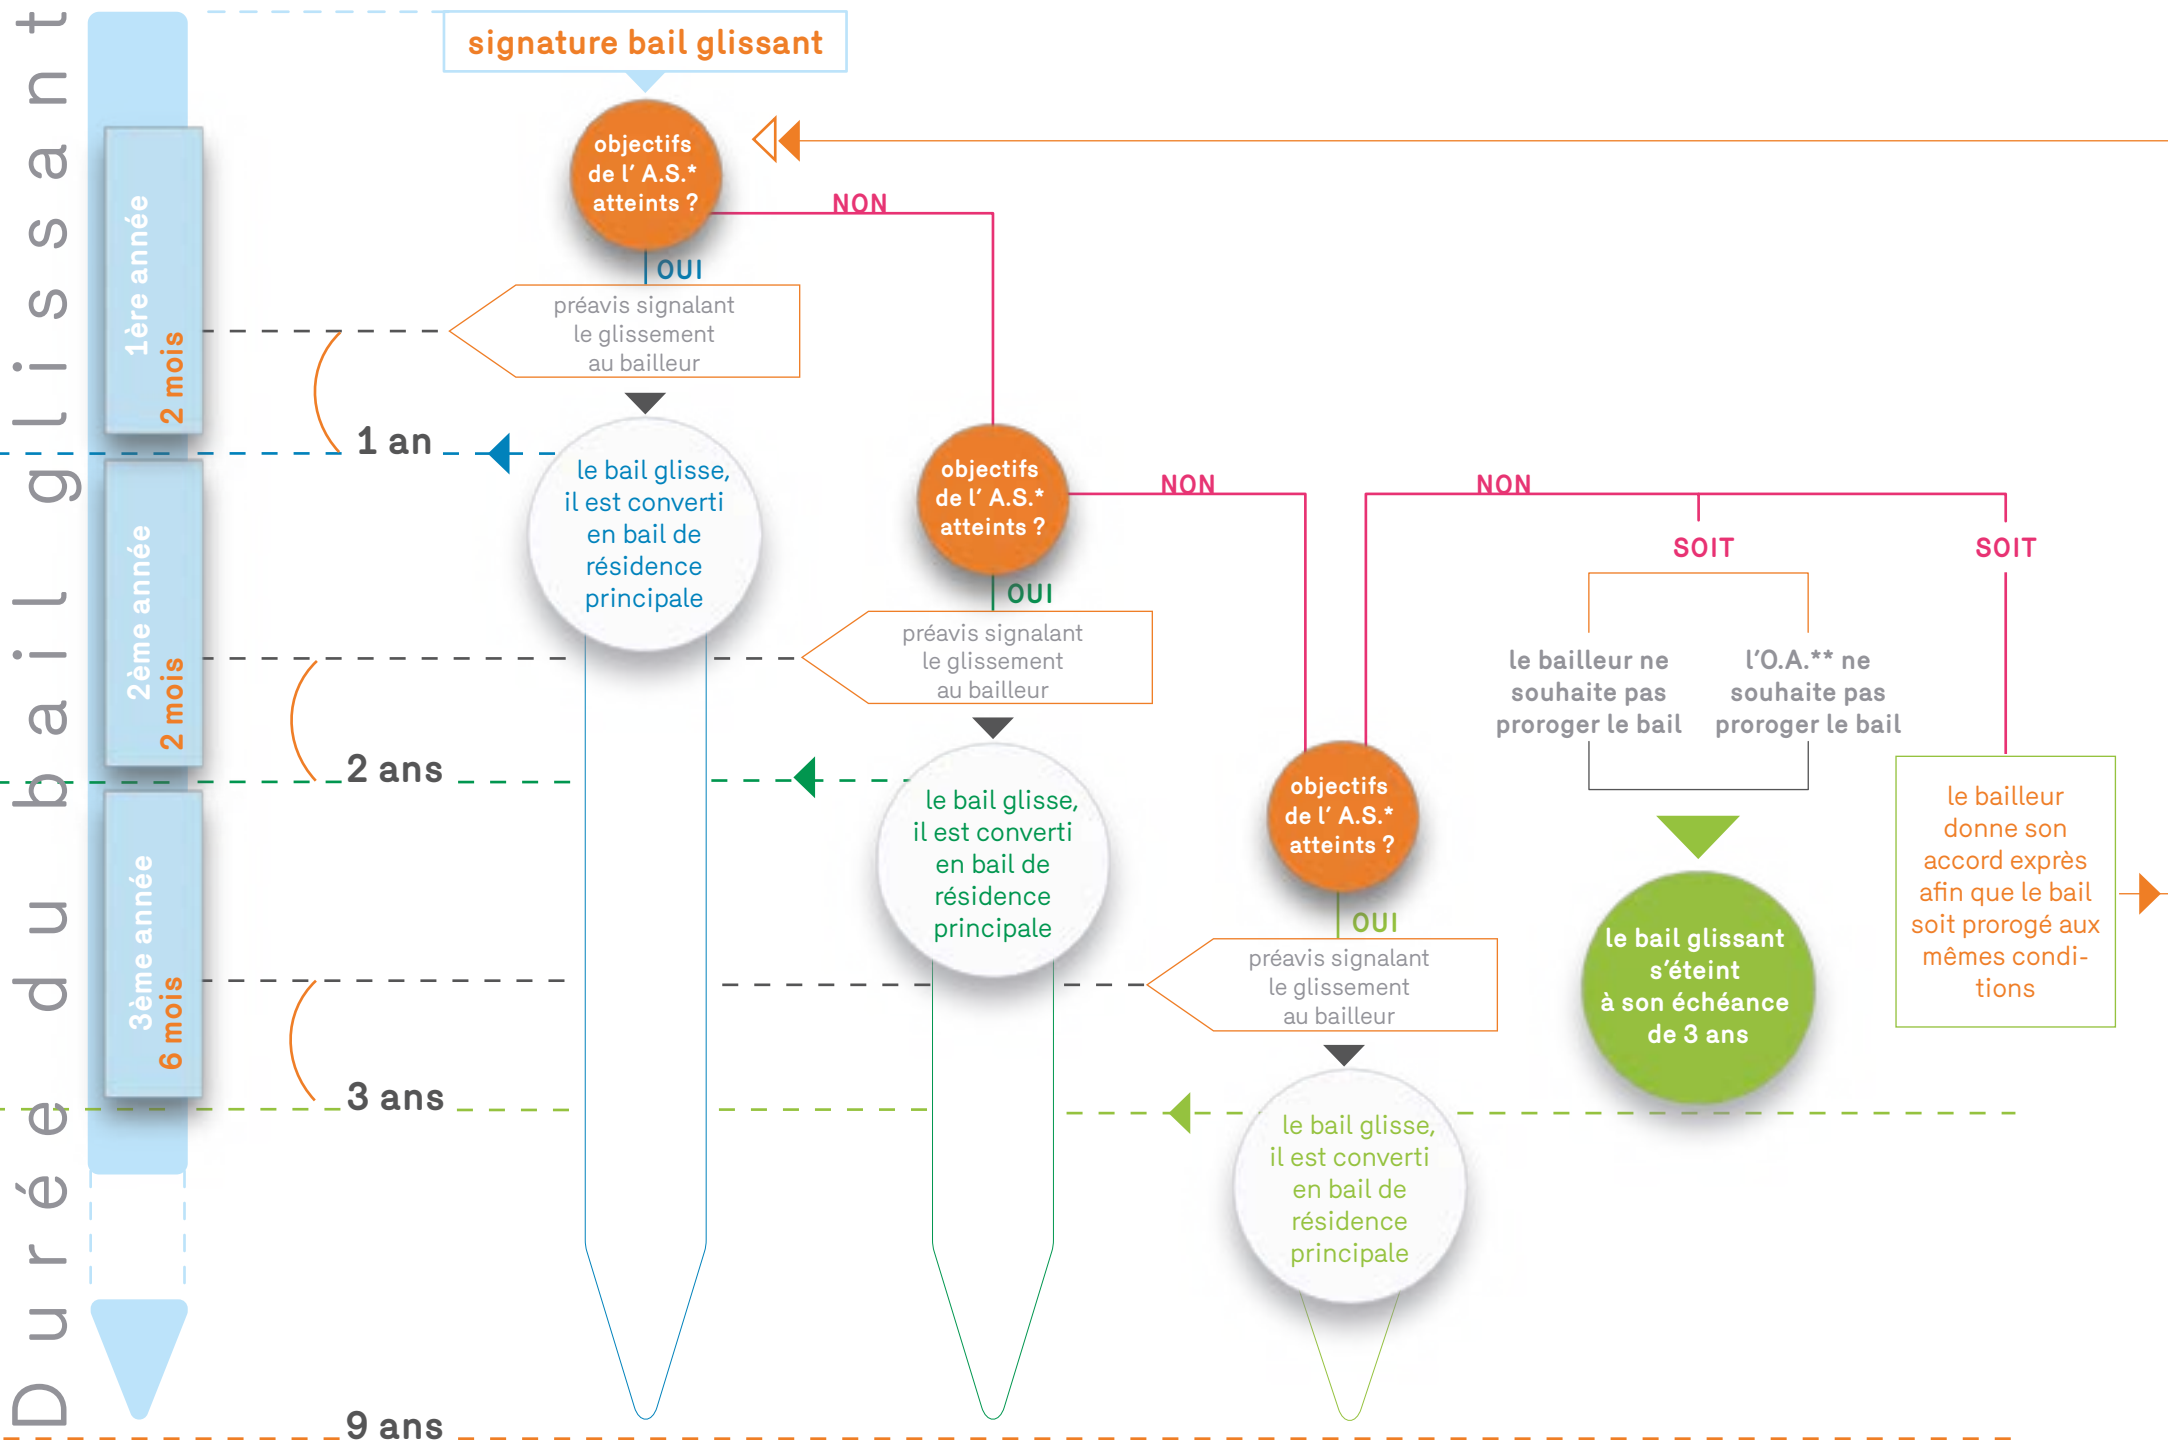 Durée du bail glissant
signature bail glissant
1ère année
2 mois
2ème année
2 mois
3ème année
6 mois
1 an
2 ans
3 ans
9 ans
objectifs
de l' A.S.*
atteints ?
NON
OUI
préavis signalant
le glissement
au bailleur
le bail glisse,
il est converti
en bail de
résidence
principale
objectifs
de l' A.S.*
atteints ?
NON
OUI
préavis signalant
le glissement
au bailleur
le bail glisse,
il est converti
en bail de
résidence
principale
objectifs
de l' A.S.*
atteints ?
NON
OUI
préavis signalant
le glissement
au bailleur
le bail glisse,
il est converti
en bail de
résidence
principale
SOIT
le bailleur ne
souhaite pas
proroger le bail
l'O.A.** ne
souhaite pas
proroger le bail
le bail glissant
s'éteint
à son échéance
de 3 ans
SOIT
le bailleur
donne son
accord exprès
afin que le bail
soit prorogé aux
mêmes condi-
tions